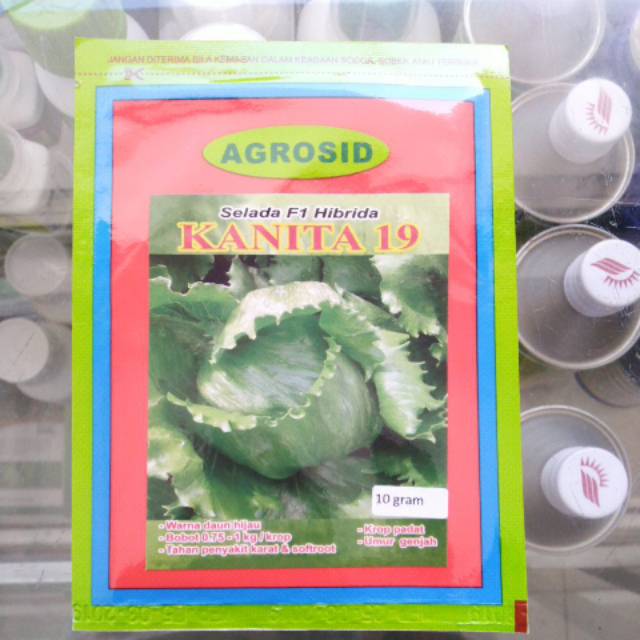 JANGAN DITERIMA BILA KEMASAN DALAM KEADAAN BOCOR, SOBEK ATAU TERBUKA
AGROSID
Selada F1 Hibrida
KANITA 19
10 gram
- Warna daun hijau
- Bobot 0.75 - 1 kg / krop
- Tahan penyakit karat & softroot
- Krop padat
- Umur genjah